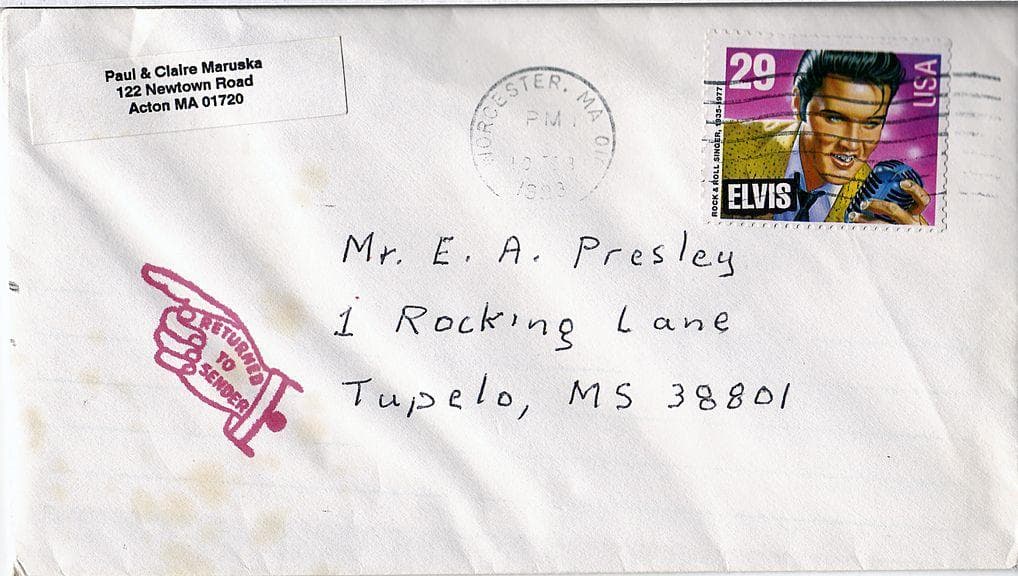 Paul & Claire Maruska
122 Newtown Road
Acton MA 01720
WORCESTER, MA
PM
1993
29
USA
ROCK & ROLL SINGER, 1935-1977
ELVIS
Mr. E. A. Presley
1 Rocking Lane
Tupelo, MS 38801
RETURNED
TO
SENDER